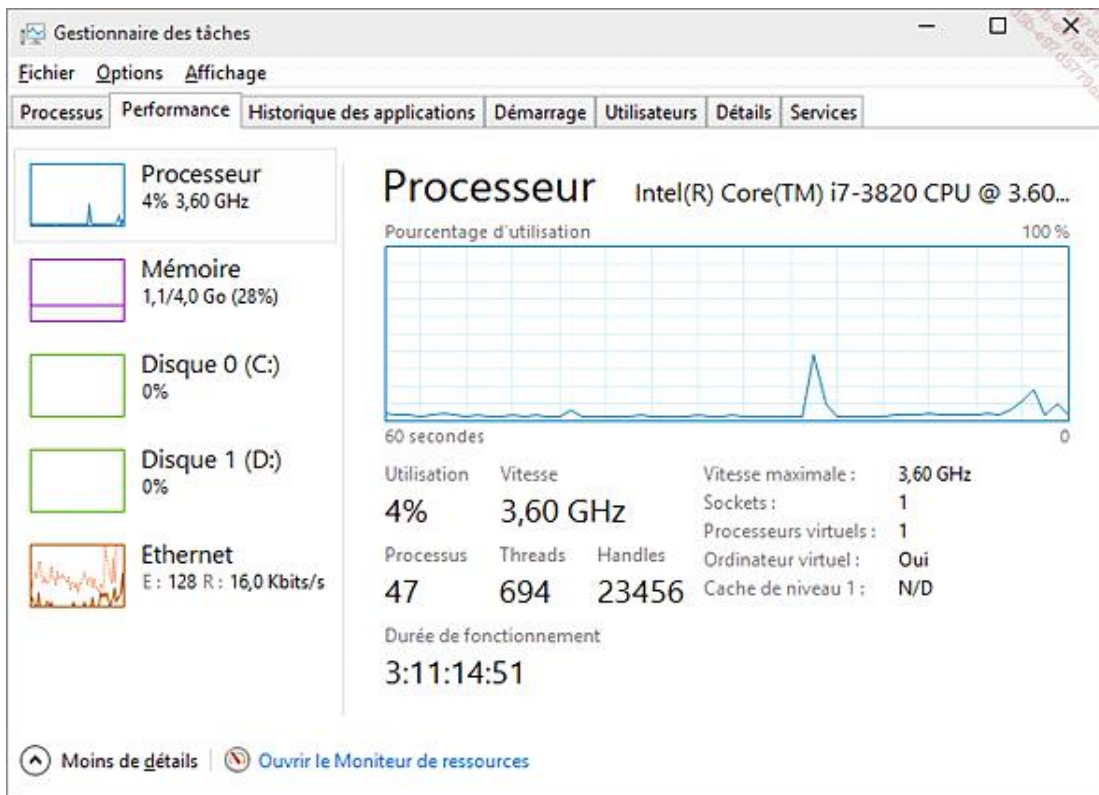 Gestionnaire des tâches
Fichier Options Affichage
Processus Performance Historique des applications Démarrage Utilisateurs Détails Services
Processeur
4% 3,60 GHz
Mémoire
1,1/4,0 Go (28%)
Disque 0 (C:)
0%
Disque 1 (D:)
0%
Ethernet
E : 128 R : 16,0 Kbits/s
Processeur Intel(R) Core(TM) i7-3820 CPU @ 3.60...
Pourcentage d'utilisation 100 %
60 secondes 0
Utilisation Vitesse
4% 3,60 GHz
Processus Threads Handles
47 694 23456
Durée de fonctionnement
3:11:14:51
Vitesse maximale : 3,60 GHz
Sockets : 1
Processeurs virtuels : 1
Ordinateur virtuel : Oui
Cache de niveau 1 : N/D
Moins de détails Ouvrir le Moniteur de ressources